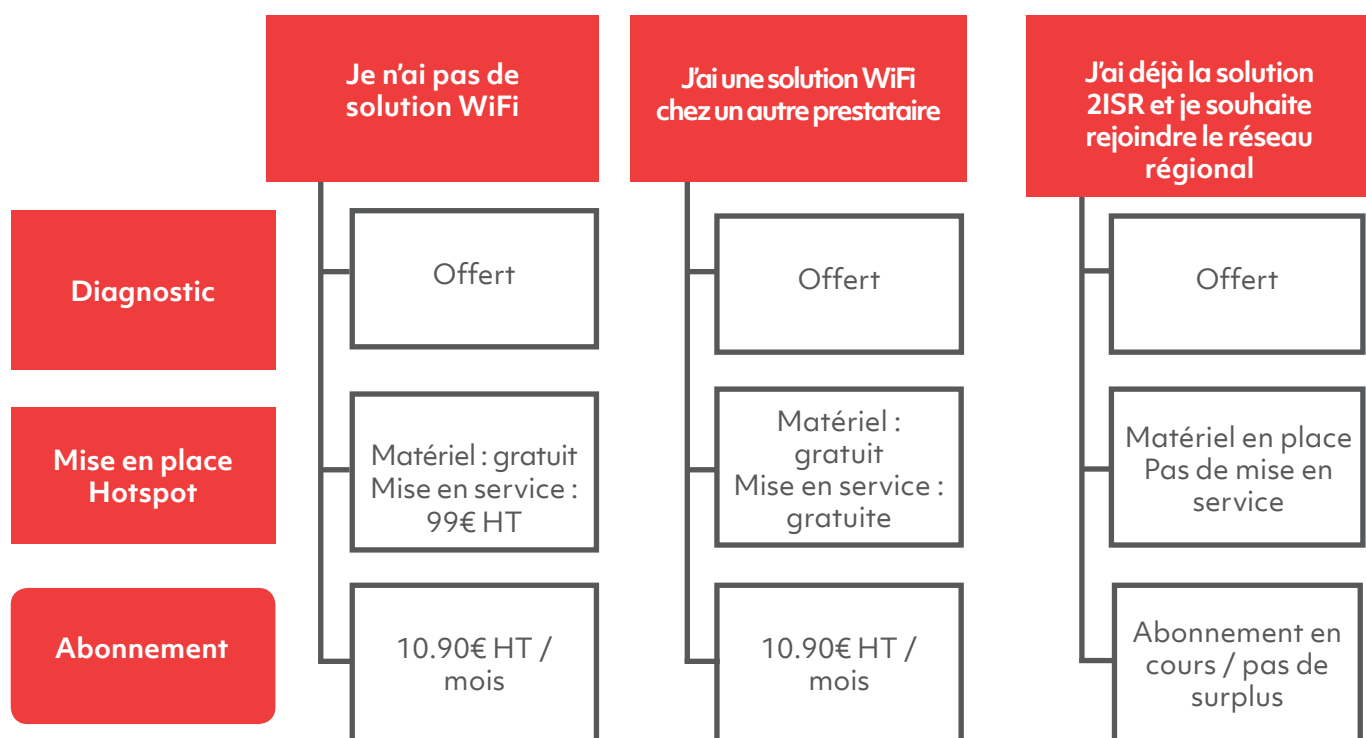 Je n'ai pas de
solution WiFi
J'ai une solution WiFi
chez un autre prestataire
J'ai déjà la solution
2ISR et je souhaite
rejoindre le réseau
régional
Diagnostic
Offert
Offert
Offert
Mise en place
Hotspot
Matériel : gratuit
Mise en service :
99€ HT
Matériel :
gratuit
Mise en service :
gratuite
Matériel en place
Pas de mise en
service
Abonnement
10.90€ HT /
mois
10.90€ HT /
mois
Abonnement en
cours / pas de
surplus